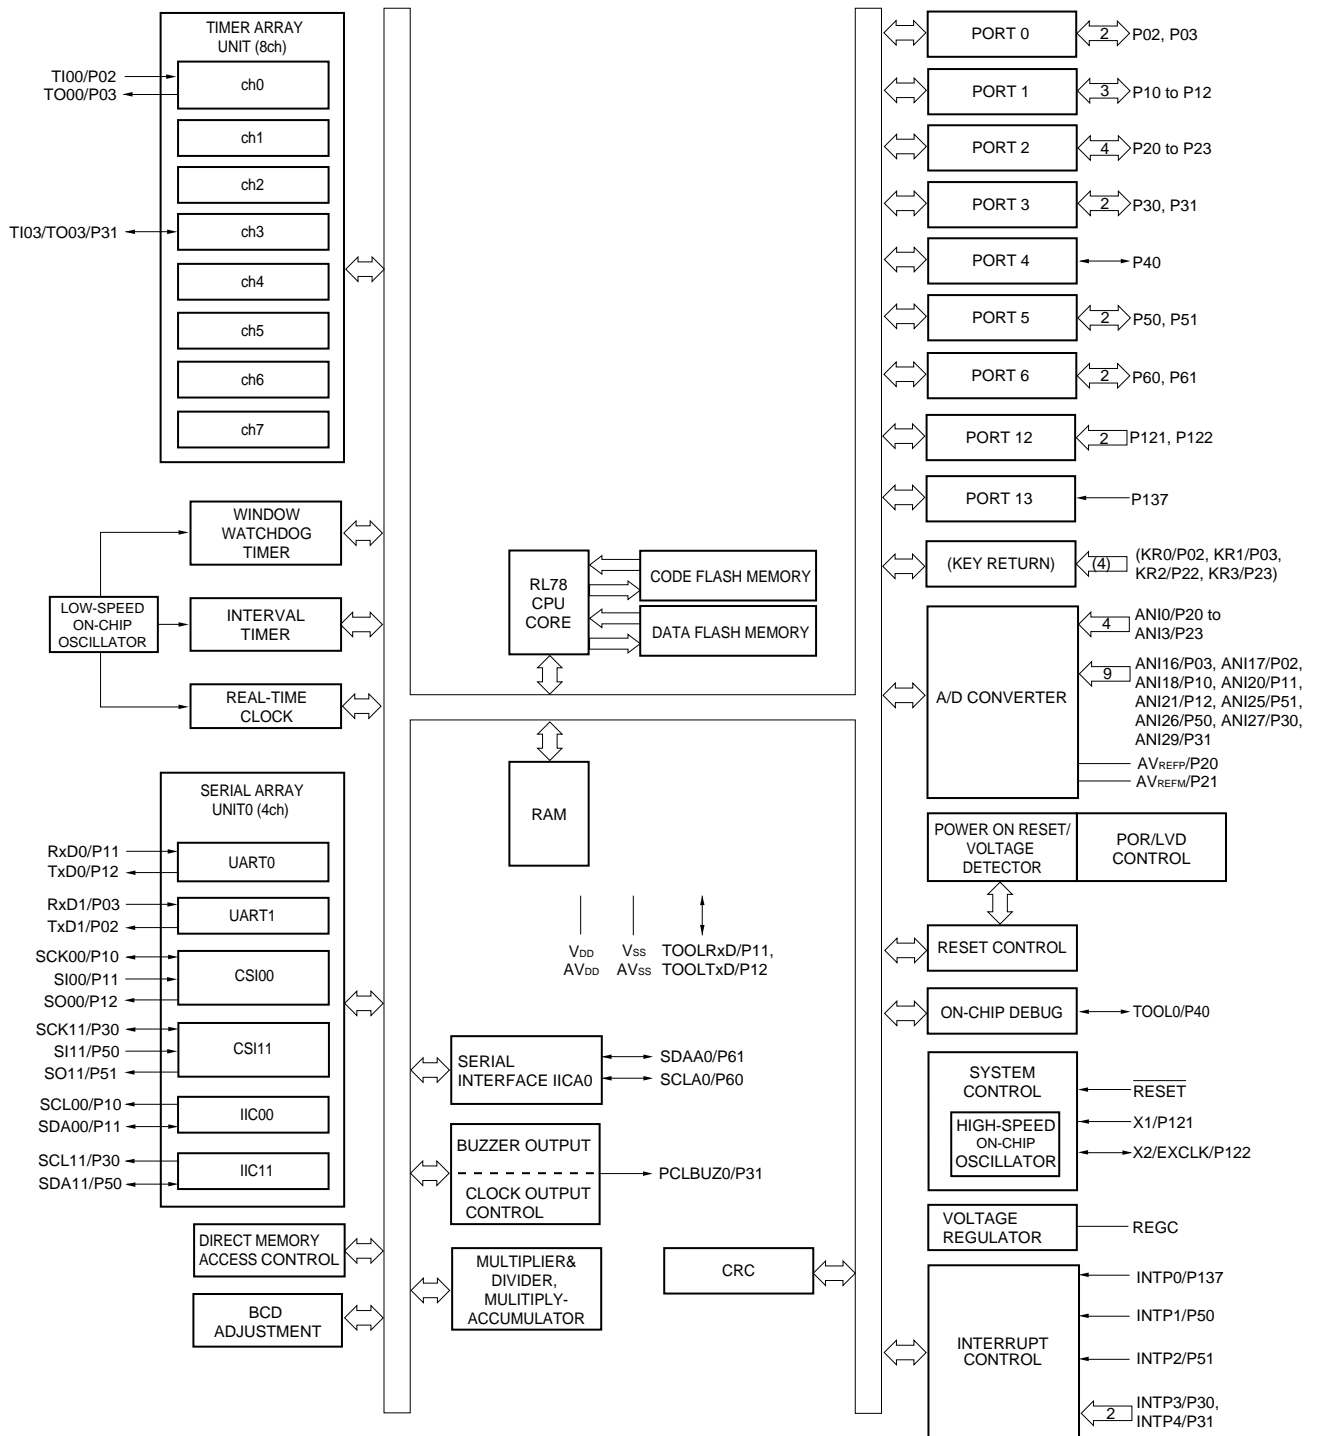 TIMER ARRAY
UNIT (8ch)
TI00/P02
TO00/P03
ch0
ch1
ch2
TI03/TO03/P31
ch3
ch4
ch5
ch6
ch7
WINDOW
WATCHDOG
TIMER
LOW-SPEED
ON-CHIP
OSCILLATOR
INTERVAL
TIMER
REAL-TIME
CLOCK
SERIAL ARRAY
UNIT0 (4ch)
RxD0/P11
TxD0/P12
UART0
RxD1/P03
TxD1/P02
UART1
SCK00/P10
SI00/P11
SO00/P12
CSI00
SCK11/P30
SI11/P50
SO11/P51
CSI11
SCL00/P10
SDA00/P11
IIC00
SCL11/P30
SDA11/P50
IIC11
DIRECT MEMORY
ACCESS CONTROL
BCD
ADJUSTMENT
RL78
CPU
CORE
CODE FLASH MEMORY
DATA FLASH MEMORY
RAM
VDD
AVDD
VSS
AVSS
TOOLRxD/P11,
TOOLTxD/P12
SERIAL
INTERFACE IICA0
SDAA0/P61
SCLA0/P60
BUZZER OUTPUT
CLOCK OUTPUT
CONTROL
PCLBUZ0/P31
MULTIPLIER&
DIVIDER,
MULITIPLY-
ACCUMULATOR
CRC
PORT 0
2
P02, P03
PORT 1
3
P10 to P12
PORT 2
4
P20 to P23
PORT 3
2
P30, P31
PORT 4
P40
PORT 5
2
P50, P51
PORT 6
2
P60, P61
PORT 12
2
P121, P122
PORT 13
P137
(KEY RETURN)
(4)
(KR0/P02, KR1/P03,
KR2/P22, KR3/P23)
A/D CONVERTER
4
ANI0/P20 to
ANI3/P23
9
ANI16/P03, ANI17/P02,
ANI18/P10, ANI20/P11,
ANI21/P12, ANI25/P51,
ANI26/P50, ANI27/P30,
ANI29/P31
AVREFP/P20
AVREFM/P21
POWER ON RESET/
VOLTAGE
DETECTOR
POR/LVD
CONTROL
RESET CONTROL
ON-CHIP DEBUG
TOOL0/P40
SYSTEM
CONTROL
HIGH-SPEED
ON-CHIP
OSCILLATOR
RESET
X1/P121
X2/EXCLK/P122
VOLTAGE
REGULATOR
REGC
INTERRUPT
CONTROL
INTP0/P137
INTP1/P50
INTP2/P51
2
INTP3/P30,
INTP4/P31